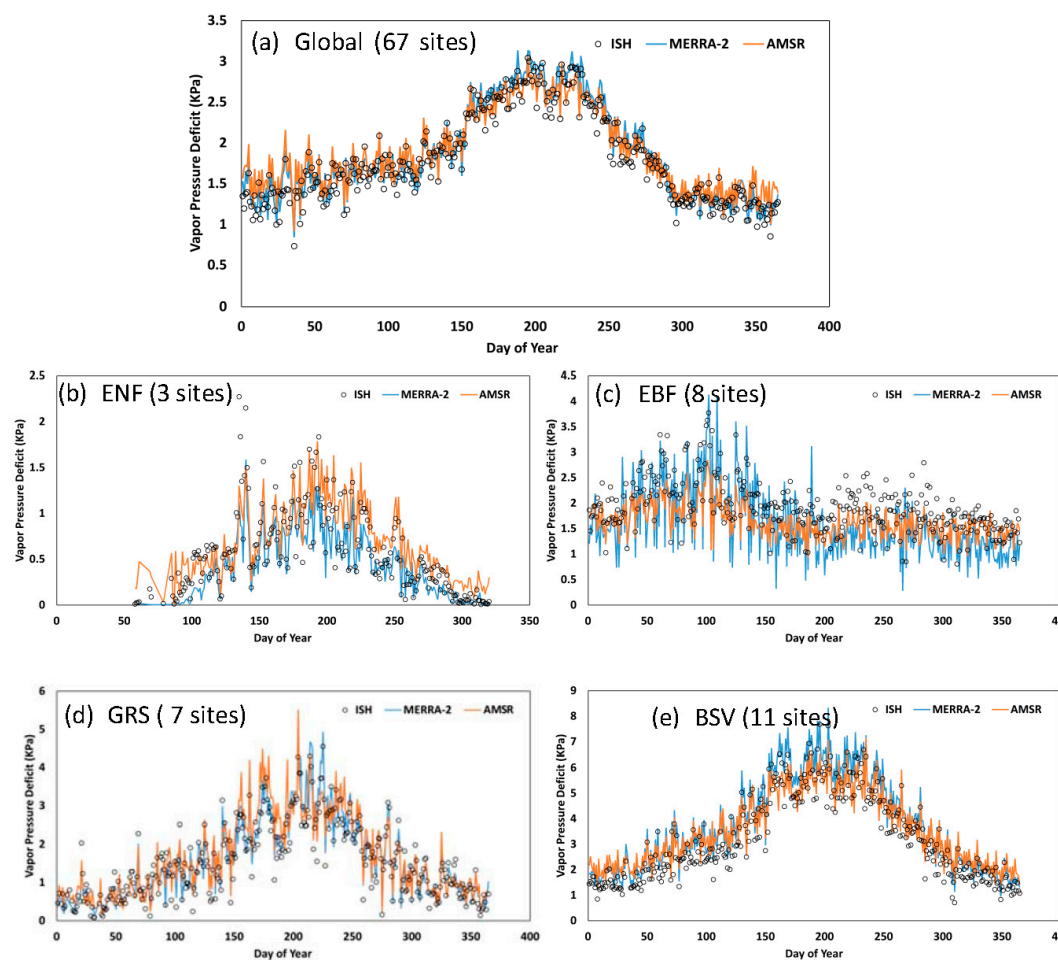 (a) Global (67 sites)
ISH MERRA-2 AMSR
Vapor Pressure Deficit (KPa)
3.5
3
2.5
2
1.5
1
0.5
0
0 50 100 150 200 250 300 350 400
Day of Year
(b) ENF (3 sites)
ISH MERRA-2 AMSR
Vapor Pressure Deficit (KPa)
2.5
2
1.5
1
0.5
0
0 50 100 150 200 250 300 350
Day of Year
(c) EBF (8 sites)
ISH MERRA-2 AMSR
Vapor Pressure Deficit (KPa)
4.5
4
3.5
3
2.5
2
1.5
1
0.5
0
0 50 100 150 200 250 300 350
Day of Year
(d) GRS ( 7 sites)
ISH MERRA-2 AMSR
Vapor Pressure Deficit (KPa)
6
5
4
3
2
1
0
0 50 100 150 200 250 300 350 400
Day of Year
(e) BSV (11 sites)
ISH MERRA-2 AMSR
Vapor Pressure Deficit (KPa)
9
8
7
6
5
4
3
2
1
0
0 50 100 150 200 250 300 350
Day of Year